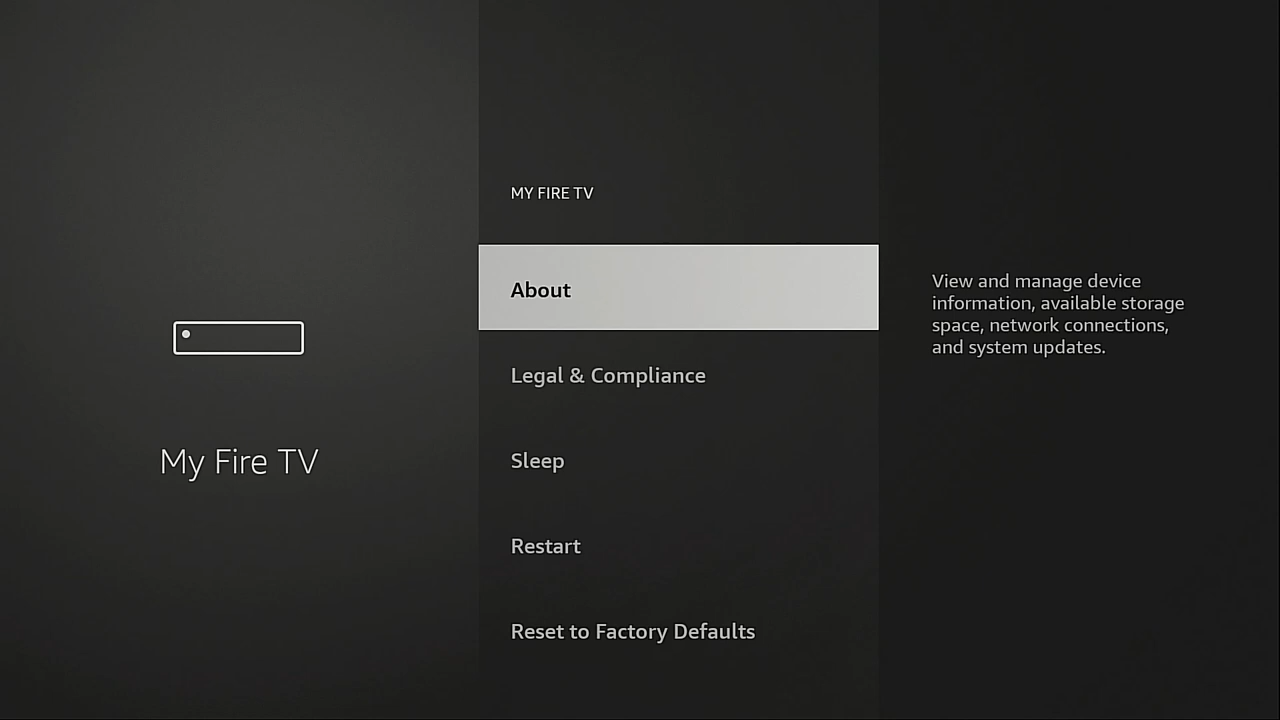 My Fire TV
MY FIRE TV
About
Legal & Compliance
Sleep
Restart
Reset to Factory Defaults
View and manage device
information, available storage
space, network connections,
and system updates.